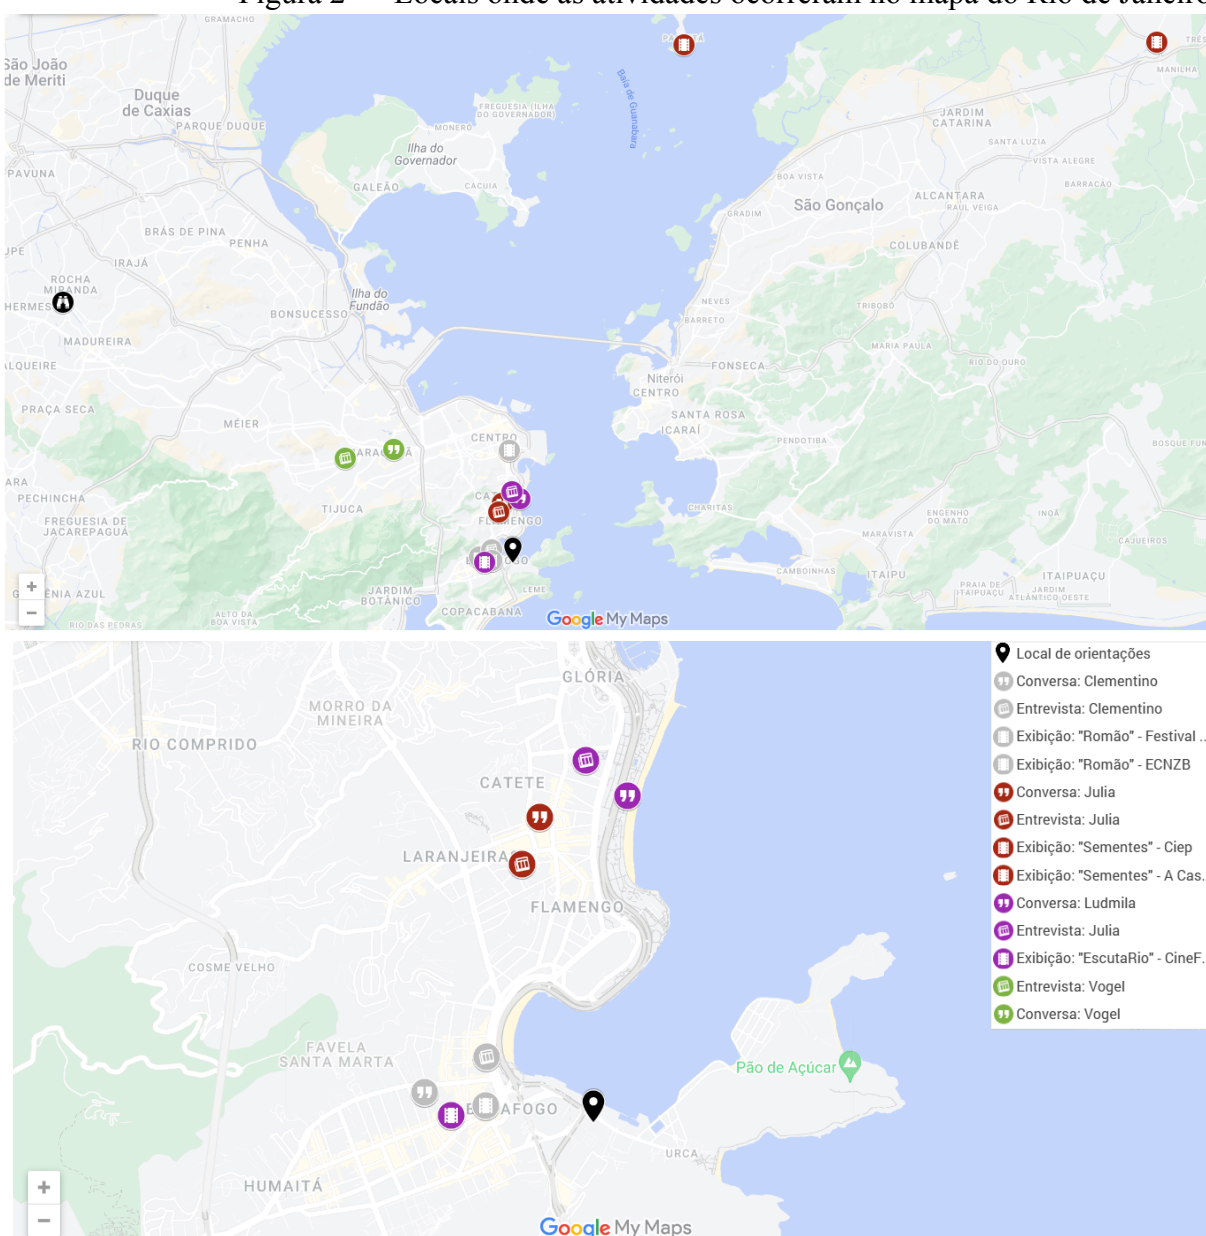 Figura 2 — Locais onde as atividades ocorreram no mapa do Rio de Janeiro
GRAMACHO
São João
de Meriti
Duque
de Caxias
PARQUE DUQUE
FREGUESIA (ILHA
DO GOVERNADOR)
MONERÓ
Baía de Guanabara
TRÊS
MANILHA
JARDIM
CATARINA
SANTA LUZIA
Ilha do
Governador
VISTA ALEGRE
PAVUNA
GALEÃO
CACUIA
BOA VISTA
BARRACÃO
ALCANTARA
RAUL VEIGA
São Gonçalo
GRADIM
BRÁS DE PINA
PENHA
COLUBANDÊ
IRAJÁ
ROCHA
MIRANDA
HERMES
Ilha do
Fundão
NEVES
TRIBOBÓ
BONSUCESSO
BARRETO
MADUREIRA
MARIA PAULA
ALQUEIRE
FONSECA
RIO DO OURO
Niterói
CENTRO
PRAÇA SECA
SANTA ROSA
MÉIER
ICARAÍ
CENTRO
PENDOTIBA
BOSQUE FUN
ARA
PECHINCHA
TIJUCA
CHARITAS
FREGUESIA DE
JACAREPAGUÁ
ENGENHO
DO MATO
INOÃ
MARAVISTA
CAJUEIROS
CAMBOINHAS
ITAIPU
ITAIPUAÇU
PRAIA DE
ITAIPUAÇU
JARDIM
ATLÂNTICO OESTE
+
−
ÊNIA AZUL
JARDIM
BOTÂNICO
LEME
COPACABANA
ALTO DA
BOA VISTA
RIO DAS PEDRAS
Google My Maps
GLÓRIA
Local de orientações
Conversa: Clementino
MORRO DA
MINEIRA
Entrevista: Clementino
RIO COMPRIDO
Exibição: "Romão" - Festival ...
Exibição: "Romão" - ECNZB
CATETE
Conversa: Julia
Entrevista: Julia
LARANJEIRAS
Exibição: "Sementes" - Ciep
Exibição: "Sementes" - A Cas...
FLAMENGO
Conversa: Ludmila
Entrevista: Julia
COSME VELHO
Exibição: "EscutaRio" - CineF...
Entrevista: Vogel
Conversa: Vogel
FAVELA
SANTA MARTA
Pão de Açúcar
BOTAFOGO
URCA
HUMAITÁ
+
−
Google My Maps